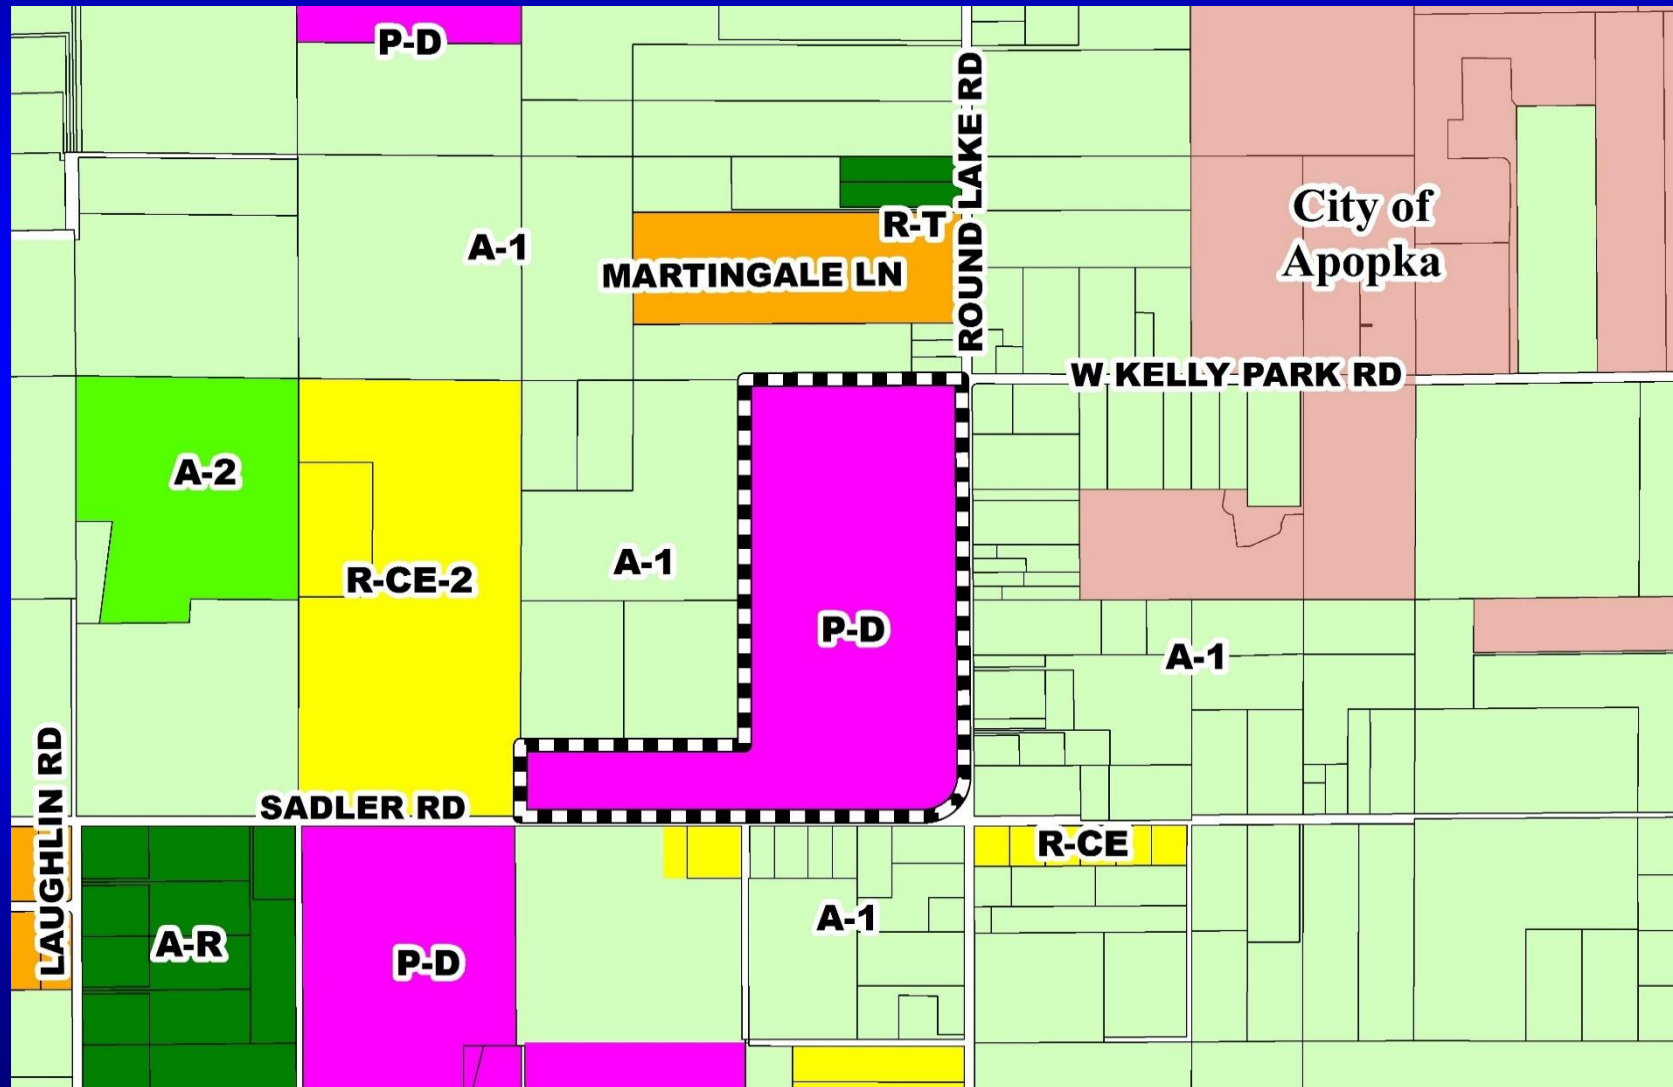 P-D
ROUND LAKE RD
City of
Apopka
R-T
A-1
MARTINGALE LN
W KELLY PARK RD
A-2
A-1
R-CE-2
P-D
A-1
LAUGHLIN RD
SADLER RD
R-CE
A-1
A-R
P-D